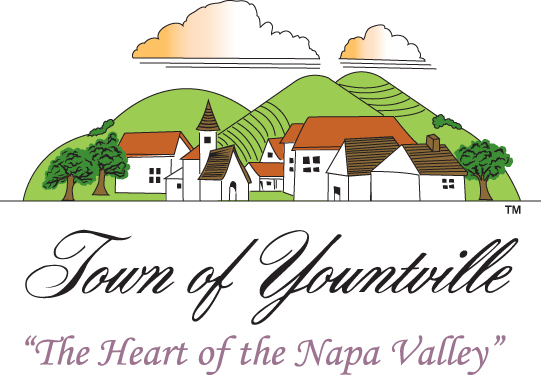 TM
Town of Yountville
“The Heart of the Napa Valley”